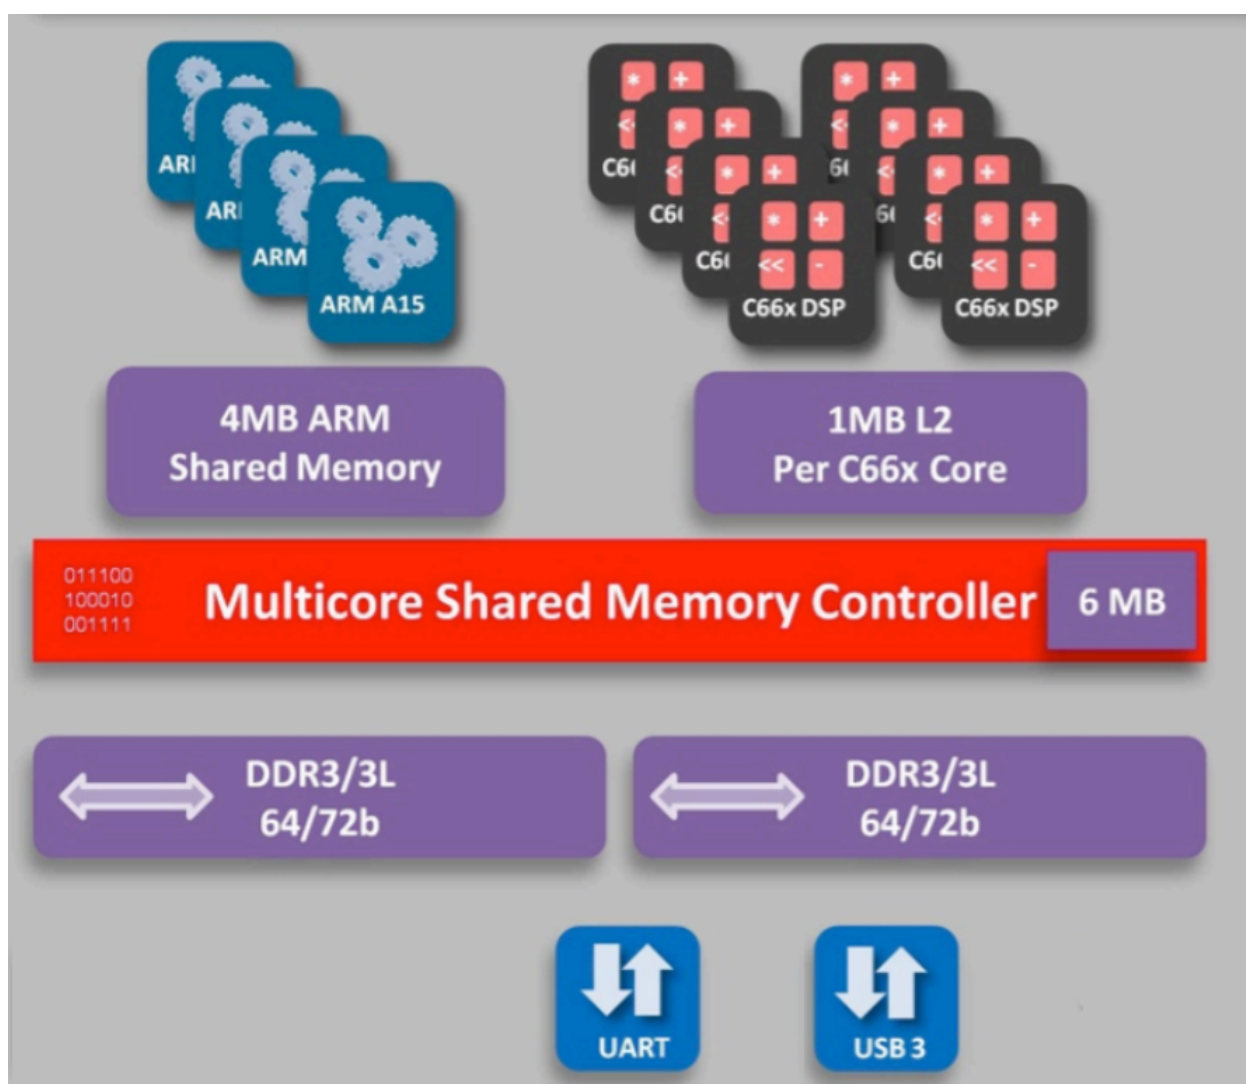 ARM
ARM A15
* +
<< -
C66x DSP
* +
<< -
C66x DSP
4MB ARM
Shared Memory
1MB L2
Per C66x Core
011100
100010
001111
Multicore Shared Memory Controller
6 MB
DDR3/3L
64/72b
DDR3/3L
64/72b
UART
USB 3